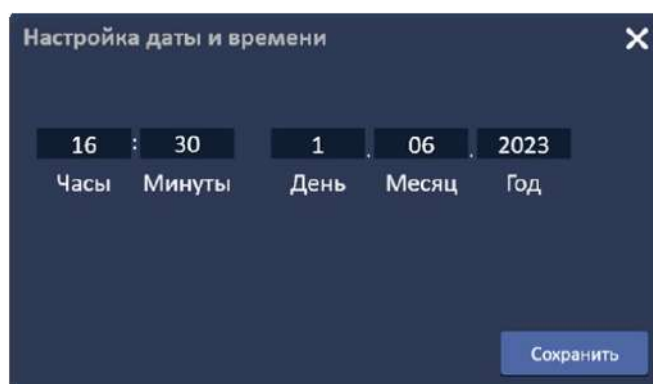 Настройка даты и времени
16 : 30 1 . 06 . 2023
Часы Минуты День Месяц Год
Сохранить